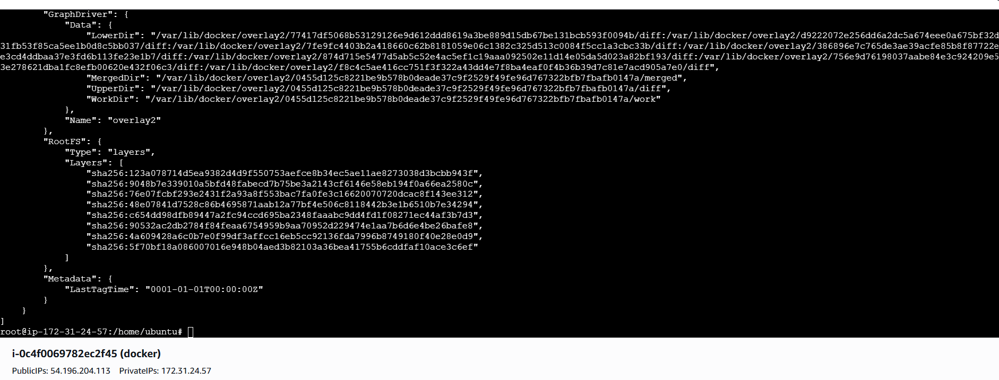 "GraphDriver": {
            "Data": {
                "LowerDir": "/var/lib/docker/overlay2/77417df5068b53129126e9d612ddd8619a3be889d15db67be131bcb593f0094b/diff:/var/lib/docker/overlay2/d9222072e256dd6a2dc5a674eee0a675bf32d
31fb53f85ca5ee1b0d8c5bb037/diff:/var/lib/docker/overlay2/7fe9fc4403b2a418660c62b8181059e06c1382c325d513c0084f5cc1a3cbc33b/diff:/var/lib/docker/overlay2/386896e7c765de3ae39acfe85b8f87722e
e3cd4ddbaa37e3fd6b113fe23e1b7/diff:/var/lib/docker/overlay2/874d715e5477d5ab5c52e4ac5ef1c19aaa092502e11d14e05da5d023a82bf193/diff:/var/lib/docker/overlay2/756e9d76198037aabe84e3c924209e5
3e278621dba1fc8efb00620e432f06c3/diff:/var/lib/docker/overlay2/f8c4c5ae416cc751f3f322a43dd4e7f8ba4eaf0f4b36b39d7c81e7acd905a7e0/diff",
                "MergedDir": "/var/lib/docker/overlay2/0455d125c8221be9b578b0deade37c9f2529f49fe96d767322bfb7fbafb0147a/merged",
                "UpperDir": "/var/lib/docker/overlay2/0455d125c8221be9b578b0deade37c9f2529f49fe96d767322bfb7fbafb0147a/diff",
                "WorkDir": "/var/lib/docker/overlay2/0455d125c8221be9b578b0deade37c9f2529f49fe96d767322bfb7fbafb0147a/work"
            },
            "Name": "overlay2"
        },
        "RootFS": {
            "Type": "layers",
            "Layers": [
                "sha256:123a078714d5ea9382d4d9f550753aefce8b34ec5ae11ae8273038d3bcbb943f",
                "sha256:9048b7e339010a5bfd48fabecd7b75be3a2143cf6146e58eb194f0a66ea2580c",
                "sha256:76e07fcbf293e2431f2a93a8f553bac7fa0fe3c16620070720dcac8f143ee312",
                "sha256:48e07841d7528c86b4695871aab12a77bf4e506c8118442b3e1b6510b7e34294",
                "sha256:c654dd98dfb89447a2fc94ccd695ba2348faaabc9dd4fd1f08271ec44af3b7d3",
                "sha256:90532ac2db2784f84feaa6754959b9aa70952d229474e1aa7b6d6e4be26bafe8",
                "sha256:4a609428a6c0b7e0f99df3affcc16eb5cc92136fda7996b8749180f40e28e0d9",
                "sha256:5f70bf18a086007016e948b04aed3b82103a36bea41755b6cddfaf10ace3c6ef"
            ]
        },
        "Metadata": {
            "LastTagTime": "0001-01-01T00:00:00Z"
        }
    }
]
root@ip-172-31-24-57:/home/ubuntu#
i-0c4f0069782ec2f45 (docker)
PublicIPs: 54.196.204.113    PrivateIPs: 172.31.24.57